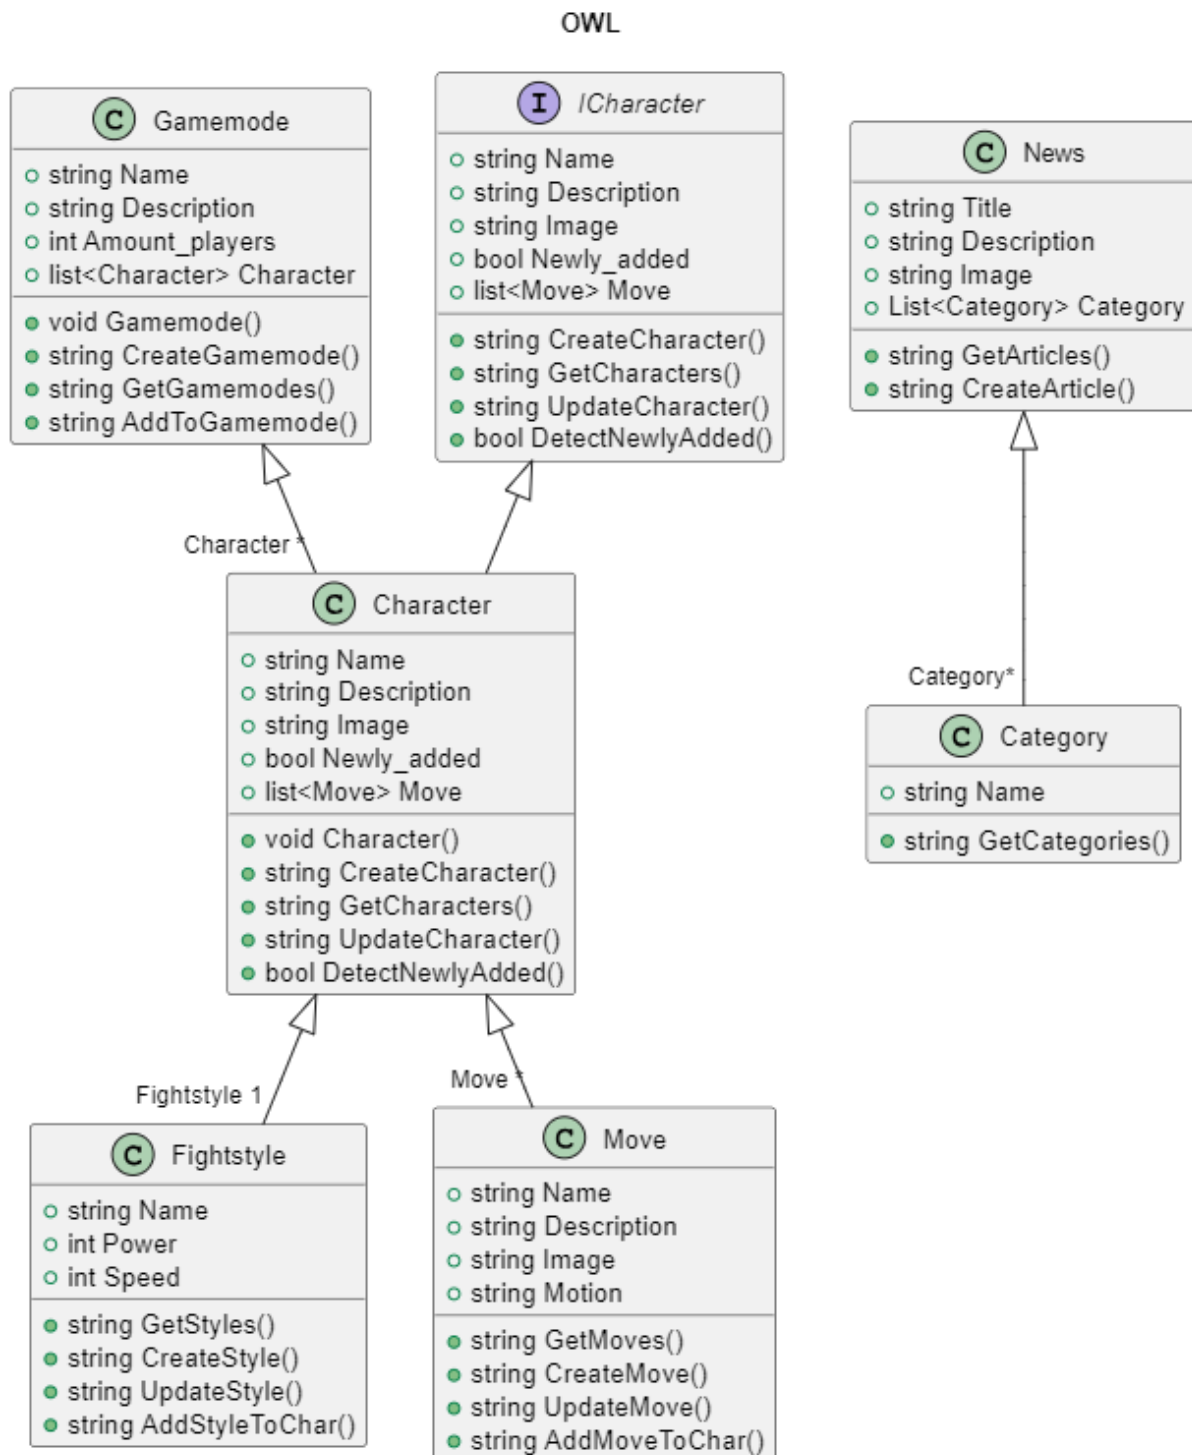 OWL
C Gamemode
string Name
string Description
int Amount_players
list<Character> Character
void Gamemode()
string CreateGamemode()
string GetGamemodes()
string AddToGamemode()
I ICharacter
string Name
string Description
string Image
bool Newly_added
list<Move> Move
string CreateCharacter()
string GetCharacters()
string UpdateCharacter()
bool DetectNewlyAdded()
C News
string Title
string Description
string Image
List<Category> Category
string GetArticles()
string CreateArticle()
Character *
C Character
string Name
string Description
string Image
bool Newly_added
list<Move> Move
void Character()
string CreateCharacter()
string GetCharacters()
string UpdateCharacter()
bool DetectNewlyAdded()
Category*
C Category
string Name
string GetCategories()
Fightstyle 1
C Fightstyle
string Name
int Power
int Speed
string GetStyles()
string CreateStyle()
string UpdateStyle()
string AddStyleToChar()
Move *
C Move
string Name
string Description
string Image
string Motion
string GetMoves()
string CreateMove()
string UpdateMove()
string AddMoveToChar()